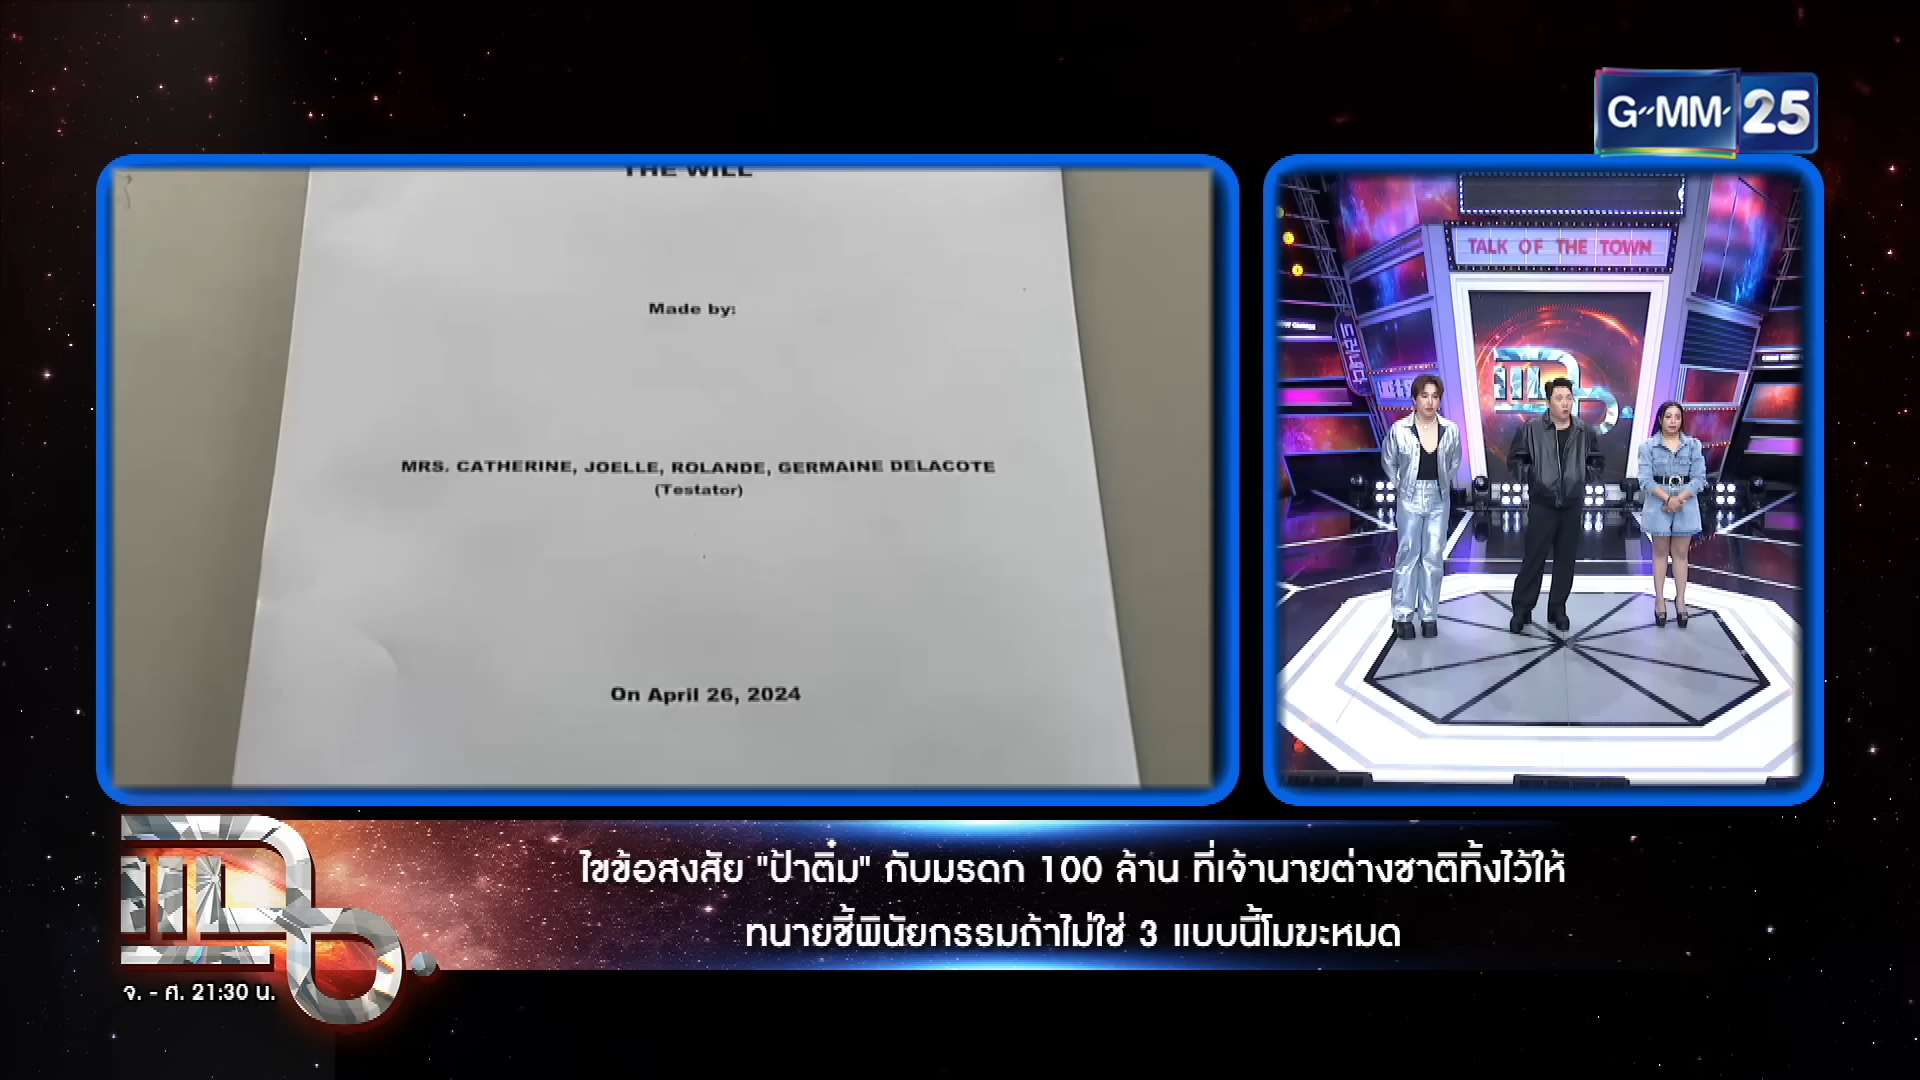 G"MM' 25
THE WILL
Made by:
MRS. CATHERINE, JOELLE, ROLANDE, GERMAINE DELACOTE
(Testator)
On April 26, 2024
TALK OF THE TOWN
ไขข้อสงสัย "ป้าติ๋ม" กับมรดก 100 ล้าน ที่เจ้านายต่างชาติทิ้งไว้ให้
ทนายชี้พินัยกรรมถ้าไม่ใช่ 3 แบบนี้โมฆะหมด
จ. - ศ. 21:30 น.